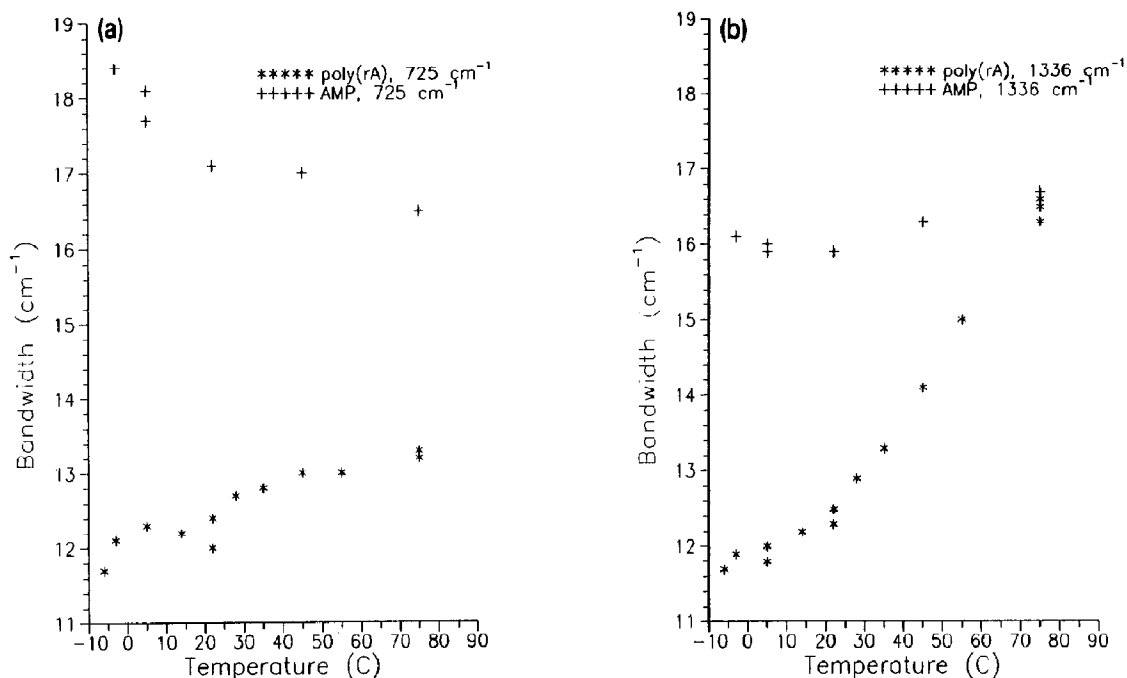 (a)
***** poly(rA), 725 cm⁻¹
+++++ AMP, 725 cm⁻¹
19
18
17
16
15
14
13
12
11
Bandwidth (cm⁻¹)
-10 0 10 20 30 40 50 60 70 80 90
Temperature (C)
(b)
***** poly(rA), 1336 cm⁻¹
+++++ AMP, 1336 cm⁻¹
19
18
17
16
15
14
13
12
11
Bandwidth (cm⁻¹)
-10 0 10 20 30 40 50 60 70 80 90
Temperature (C)